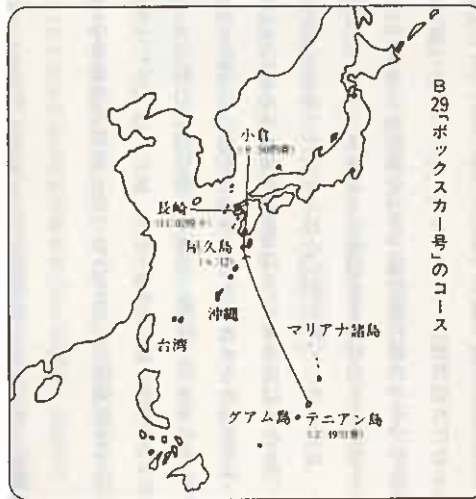 B29「ボックスカー号」のコース
小倉
長崎
屋久島
沖縄
台湾
マリアナ諸島
グアム島
テニアン島